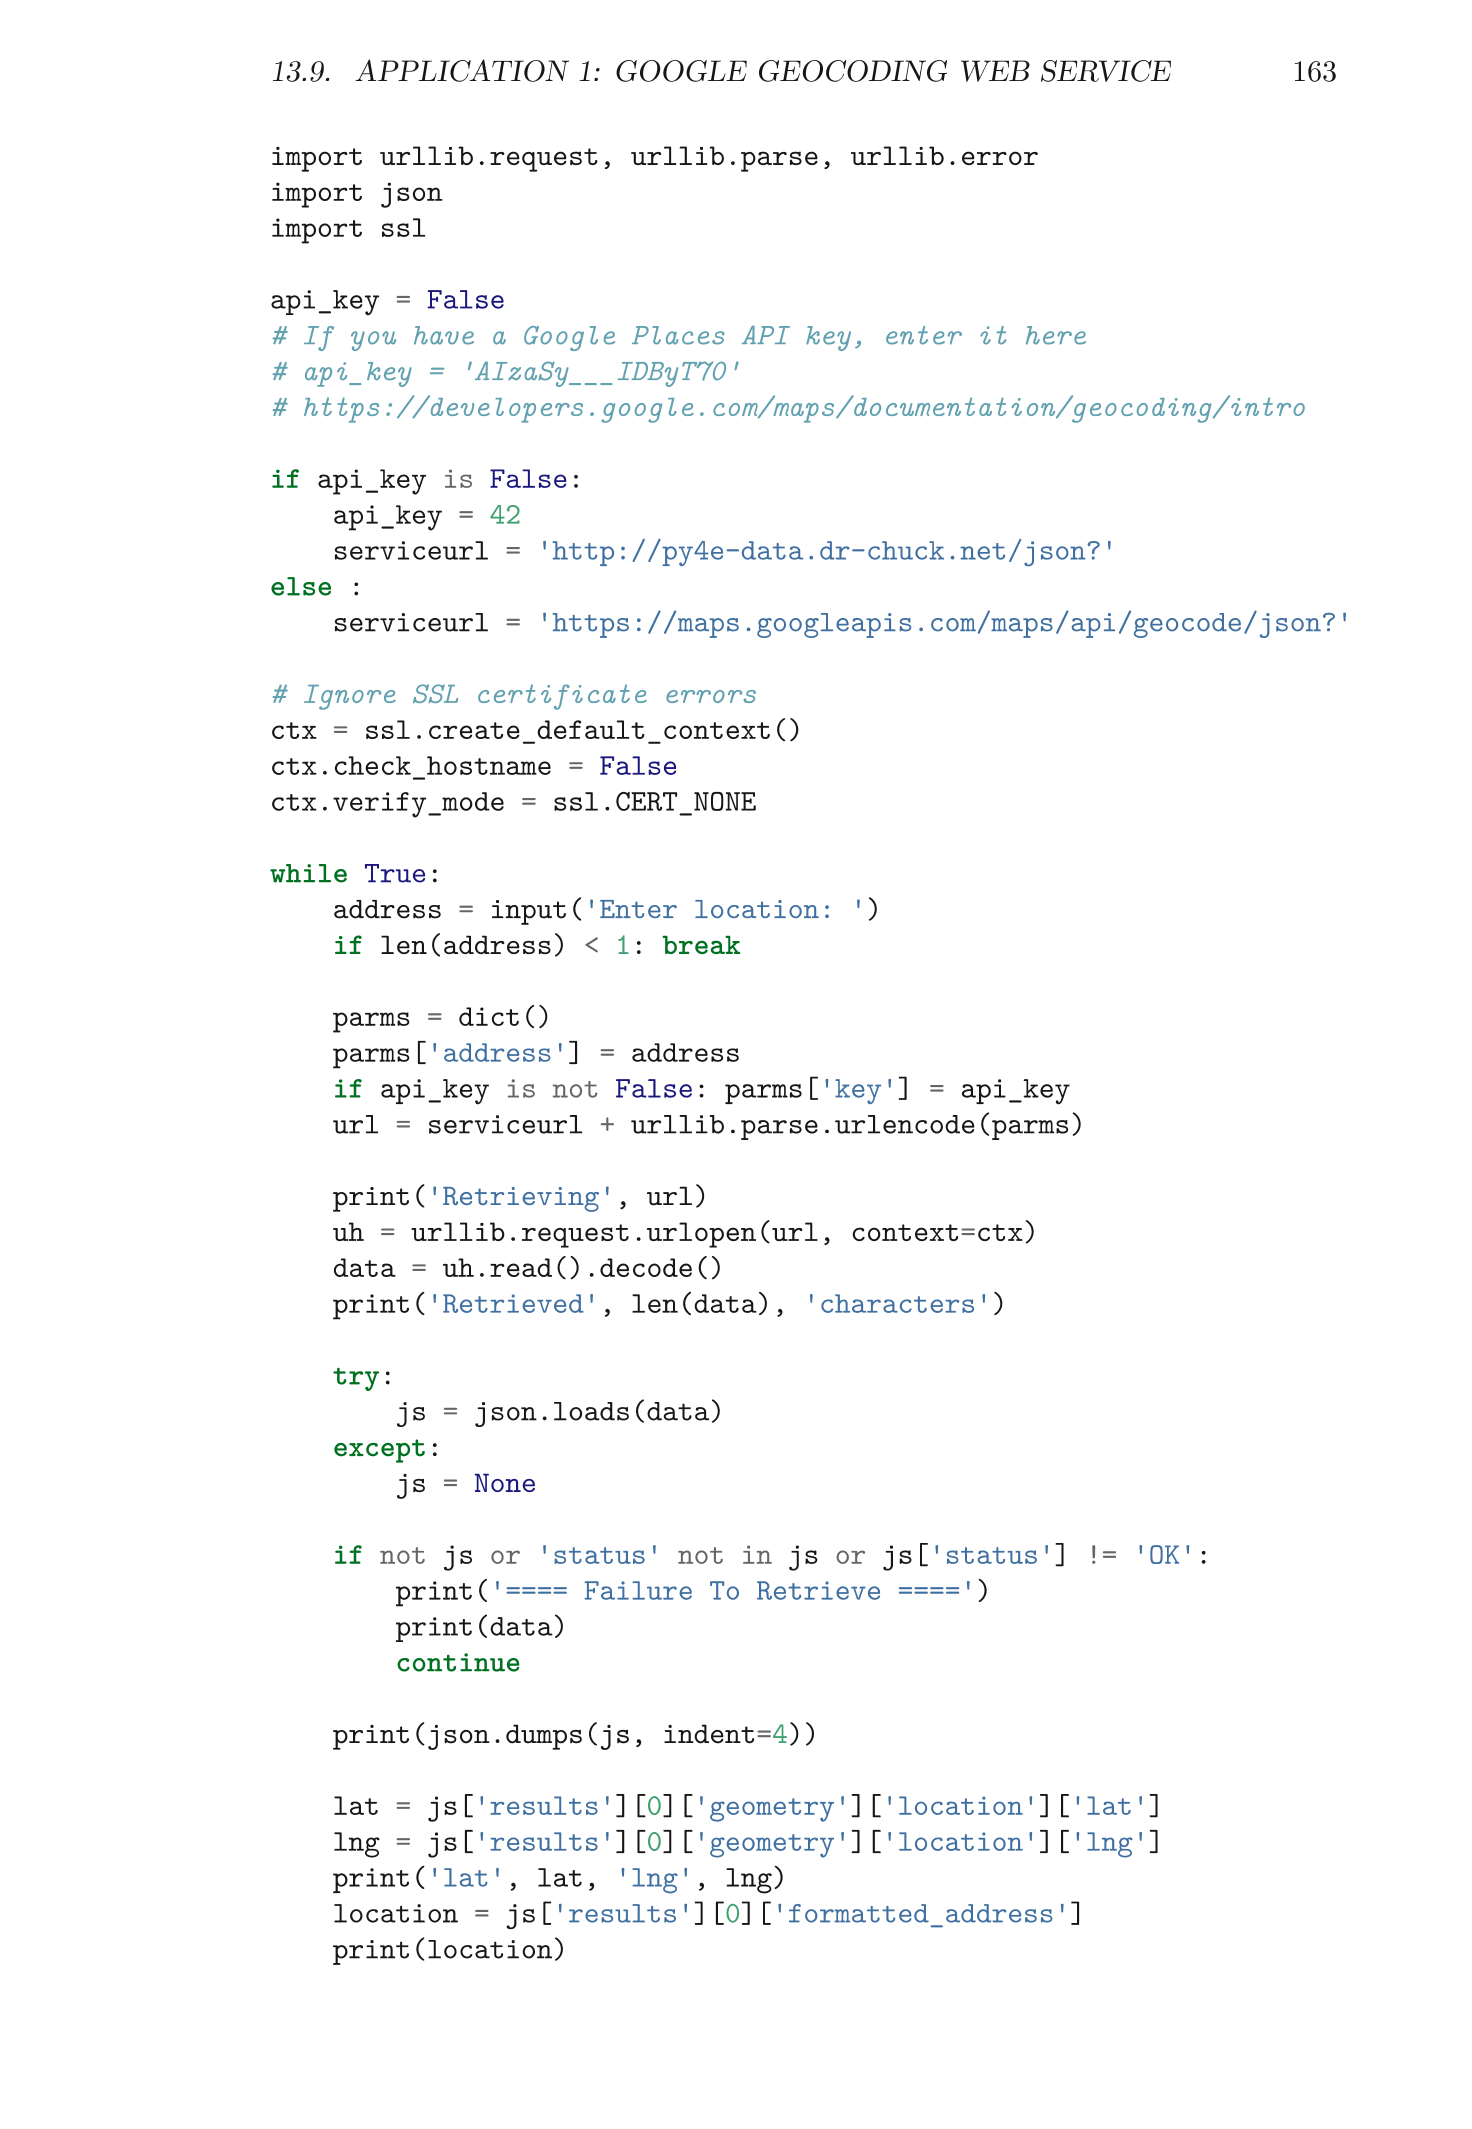 13.9. APPLICATION 1: GOOGLE GEOCODING WEB SERVICE 163
import urllib.request, urllib.parse, urllib.error
import json
import ssl

api_key = False
# If you have a Google Places API key, enter it here
# api_key = 'AIzaSy___IDByT70'
# https://developers.google.com/maps/documentation/geocoding/intro

if api_key is False:
    api_key = 42
    serviceurl = 'http://py4e-data.dr-chuck.net/json?'
else :
    serviceurl = 'https://maps.googleapis.com/maps/api/geocode/json?'

# Ignore SSL certificate errors
ctx = ssl.create_default_context()
ctx.check_hostname = False
ctx.verify_mode = ssl.CERT_NONE

while True:
    address = input('Enter location: ')
    if len(address) < 1: break

    parms = dict()
    parms['address'] = address
    if api_key is not False: parms['key'] = api_key
    url = serviceurl + urllib.parse.urlencode(parms)

    print('Retrieving', url)
    uh = urllib.request.urlopen(url, context=ctx)
    data = uh.read().decode()
    print('Retrieved', len(data), 'characters')

    try:
        js = json.loads(data)
    except:
        js = None

    if not js or 'status' not in js or js['status'] != 'OK':
        print('==== Failure To Retrieve ====')
        print(data)
        continue

    print(json.dumps(js, indent=4))

    lat = js['results'][0]['geometry']['location']['lat']
    lng = js['results'][0]['geometry']['location']['lng']
    print('lat', lat, 'lng', lng)
    location = js['results'][0]['formatted_address']
    print(location)